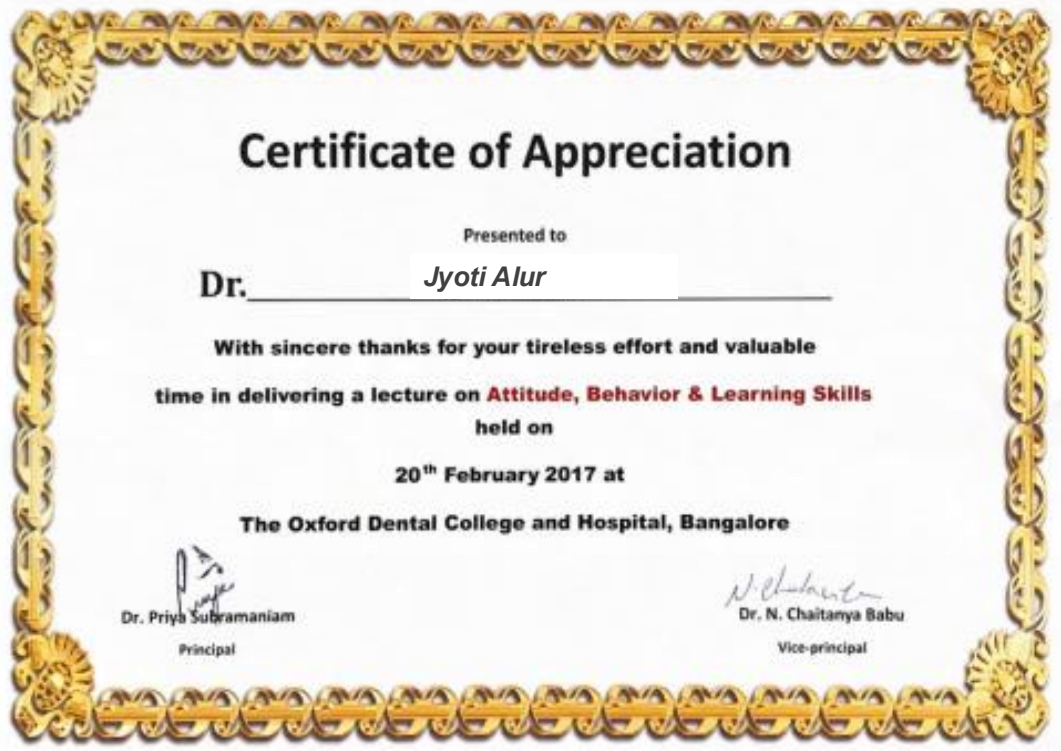 Certificate of Appreciation
Presented to
Dr. Jyoti Alur
With sincere thanks for your tireless effort and valuable
time in delivering a lecture on Attitude, Behavior & Learning Skills
held on
20th February 2017 at
The Oxford Dental College and Hospital, Bangalore
Dr. Priya Subramaniam
Principal
Dr. N. Chaitanya Babu
Vice-principal